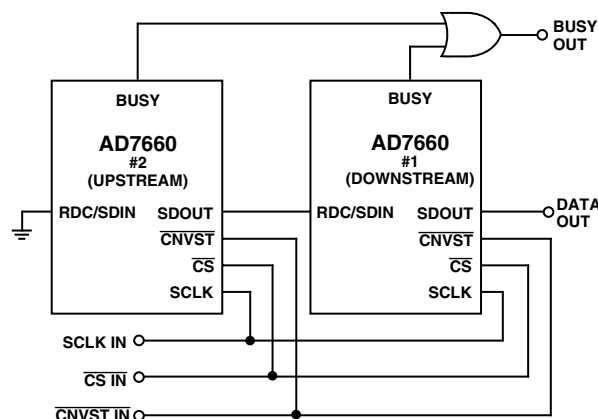 BUSY
OUT
BUSY
AD7660
#2
(UPSTREAM)
RDC/SDIN
SDOUT
CNVST
CS
SCLK
BUSY
AD7660
#1
(DOWNSTREAM)
RDC/SDIN
SDOUT
CNVST
CS
SCLK
DATA
OUT
SCLK IN
CS IN
CNVST IN